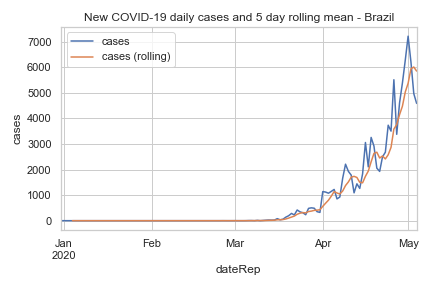 New COVID-19 daily cases and 5 day rolling mean - Brazil
cases
cases (rolling)
7000
6000
5000
4000
3000
2000
1000
0
cases
Jan Feb Mar Apr May
2020
dateRep